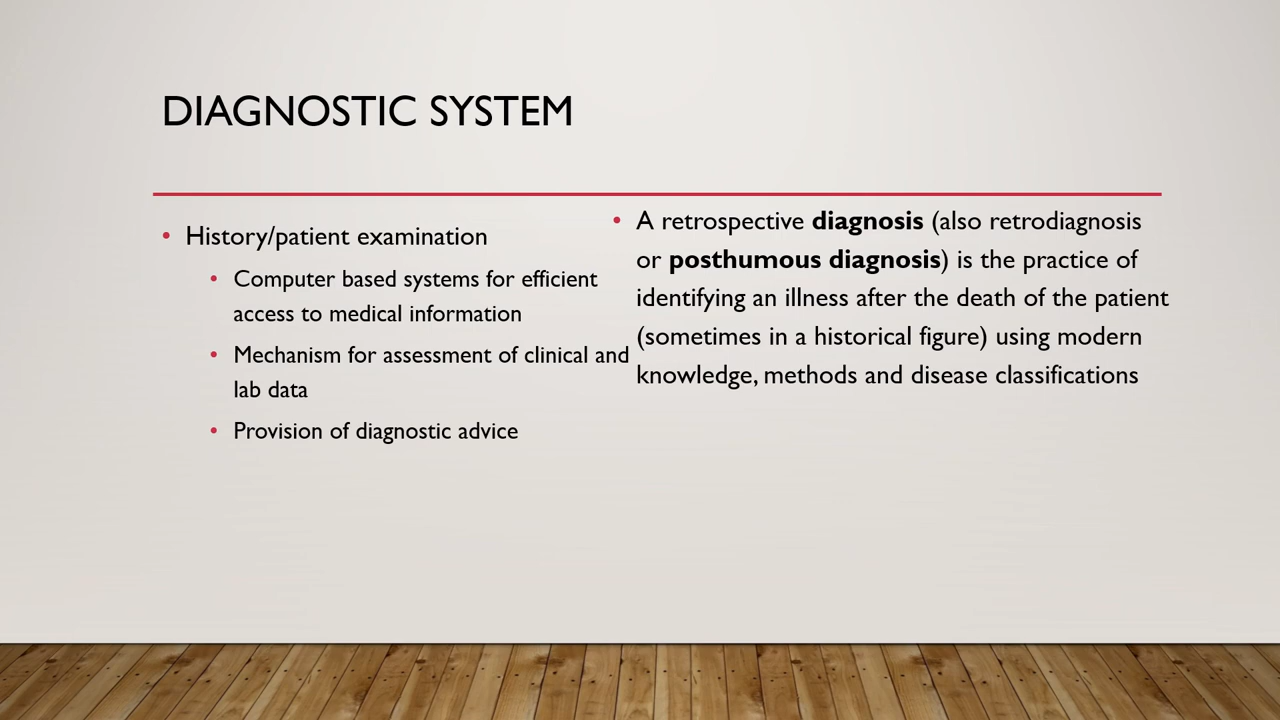 DIAGNOSTIC SYSTEM
• History/patient examination
• Computer based systems for efficient
access to medical information
• Mechanism for assessment of clinical and
lab data
• Provision of diagnostic advice
• A retrospective diagnosis (also retrodiagnosis
or posthumous diagnosis) is the practice of
identifying an illness after the death of the patient
(sometimes in a historical figure) using modern
knowledge, methods and disease classifications